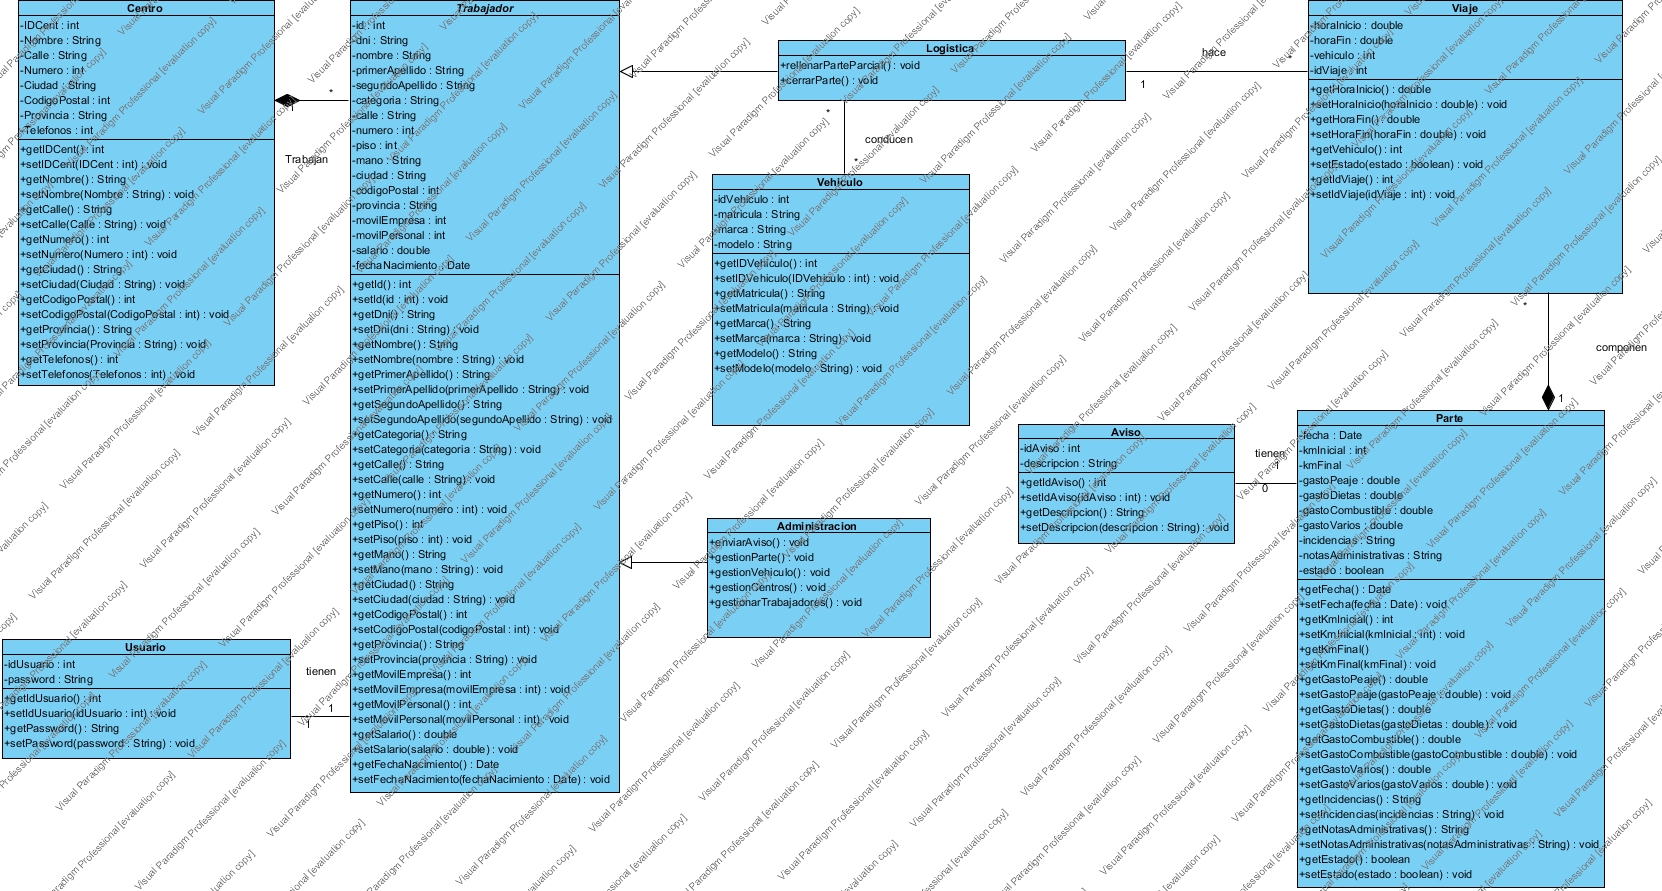 Centro
-IDCent : int
-Nombre : String
-Calle : String
-Numero : int
-Ciudad : String
-CodigoPostal : int
-Provincia : String
-Telefonos : int
+getIDCent() : int
+setIDCent(IDCent : int) : void
+getNombre() : String
+setNombre(Nombre : String) : void
+getCalle() : String
+setCalle(Calle : String) : void
+getNumero() : int
+setNumero(Numero : int) : void
+getCiudad() : String
+setCiudad(Ciudad : String) : void
+getCodigoPostal() : int
+setCodigoPostal(CodigoPostal : int) : void
+getProvincia() : String
+setProvincia(Provincia : String) : void
+getTelefonos() : int
+setTelefonos(Telefonos : int) : void
1
*
Trabajan
Trabajador
-id : int
-dni : String
-nombre : String
-primerApellido : String
-segundoApellido : String
-categoria : String
-calle : String
-numero : int
-piso : int
-mano : String
-ciudad : String
-codigoPostal : int
-provincia : String
-movilEmpresa : int
-movilPersonal : int
-salario : double
-fechaNacimiento : Date
+getId() : int
+setId(id : int) : void
+getDni() : String
+setDni(dni : String) : void
+getNombre() : String
+setNombre(nombre : String) : void
+getPrimerApellido() : String
+setPrimerApellido(primerApellido : String) : void
+getSegundoApellido() : String
+setSegundoApellido(segundoApellido : String) : void
+getCategoria() : String
+setCategoria(categoria : String) : void
+getCalle() : String
+setCalle(calle : String) : void
+getNumero() : int
+setNumero(numero : int) : void
+getPiso() : int
+setPiso(piso : int) : void
+getMano() : String
+setMano(mano : String) : void
+getCiudad() : String
+setCiudad(ciudad : String) : void
+getCodigoPostal() : int
+setCodigoPostal(codigoPostal : int) : void
+getProvincia() : String
+setProvincia(provincia : String) : void
+getMovilEmpresa() : int
+setMovilEmpresa(movilEmpresa : int) : void
+getMovilPersonal() : int
+setMovilPersonal(movilPersonal : int) : void
+getSalario() : double
+setSalario(salario : double) : void
+getFechaNacimiento() : Date
+setFechaNacimiento(fechaNacimiento : Date) : void
Usuario
-idUsuario : int
-password : String
+getIdUsuario() : int
+setIdUsuario(idUsuario : int) : void
+getPassword() : String
+setPassword(password : String) : void
tienen
1
Logistica
+rellenarParteParcial() : void
+cerrarParte() : void
hace
1
*
*
conducen
*
Vehiculo
-idVehiculo : int
-matricula : String
-marca : String
-modelo : String
+getIDVehiculo() : int
+setIDVehiculo(IDVehiculo : int) : void
+getMatricula() : String
+setMatricula(matricula : String) : void
+getMarca() : String
+setMarca(marca : String) : void
+getModelo() : String
+setModelo(modelo : String) : void
Administracion
+enviarAviso() : void
+gestionParte() : void
+gestionVehiculo() : void
+gestionCentros() : void
+gestionarTrabajadores() : void
Aviso
-idAviso : int
-descripcion : String
+getIdAviso() : int
+setIdAviso(idAviso : int) : void
+getDescripcion() : String
+setDescripcion(descripcion : String) : void
tienen
1
0
Viaje
-horaInicio : double
-horaFin : double
-vehiculo : int
-idViaje : int
+getHoraInicio() : double
+setHoraInicio(horaInicio : double) : void
+getHoraFin() : double
+setHoraFin(horaFin : double) : void
+getVehiculo() : int
+setEstado(estado : boolean) : void
+getIdViaje() : int
+setIdViaje(idViaje : int) : void
*
componen
1
Parte
-fecha : Date
-kmInicial : int
-kmFinal
-gastoPeaje : double
-gastoDietas : double
-gastoCombustible : double
-gastoVarios : double
-incidencias : String
-notasAdministrativas : String
-estado : boolean
+getFecha() : Date
+setFecha(fecha : Date) : void
+getKmInicial() : int
+setKmInicial(kmInicial : int) : void
+getKmFinal()
+setKmFinal(kmFinal) : void
+getGastoPeaje() : double
+setGastoPeaje(gastoPeaje : double) : void
+getGastoDietas() : double
+setGastoDietas(gastoDietas : double) : void
+getGastoCombustible() : double
+setGastoCombustible(gastoCombustible : double) : void
+getGastoVarios() : double
+setGastoVarios(gastoVarios : double) : void
+getIncidencias() : String
+setIncidencias(incidencias : String) : void
+getNotasAdministrativas() : String
+setNotasAdministrativas(notasAdministrativas : String) : void
+getEstado() : boolean
+setEstado(estado : boolean) : void
Visual Paradigm Professional [evaluation copy]